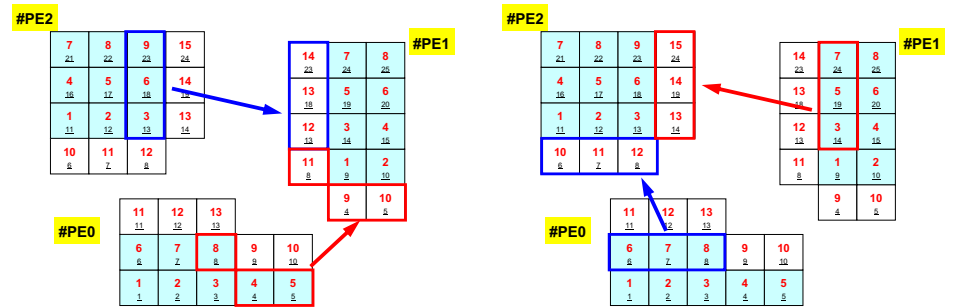 #PE2
7 8 9 15
21 22 23 24
4 5 6 14
16 17 18 19
1 2 3 13
11 12 13 14
10 11 12
6 7 8
#PE1
14 7 8
23 24 25
13 5 6
18 19 20
12 3 4
13 14 15
11 1 2
8 9 10
9 10
4 5
#PE0
11 12 13
11 12 13
6 7 8 9 10
6 7 8 9 10
1 2 3 4 5
1 2 3 4 5
#PE2
7 8 9 15
21 22 23 24
4 5 6 14
16 17 18 19
1 2 3 13
11 12 13 14
10 11 12
6 7 8
#PE1
14 7 8
23 24 25
13 5 6
18 19 20
12 3 4
13 14 15
11 1 2
8 9 10
9 10
4 5
#PE0
11 12 13
11 12 13
6 7 8 9 10
6 7 8 9 10
1 2 3 4 5
1 2 3 4 5